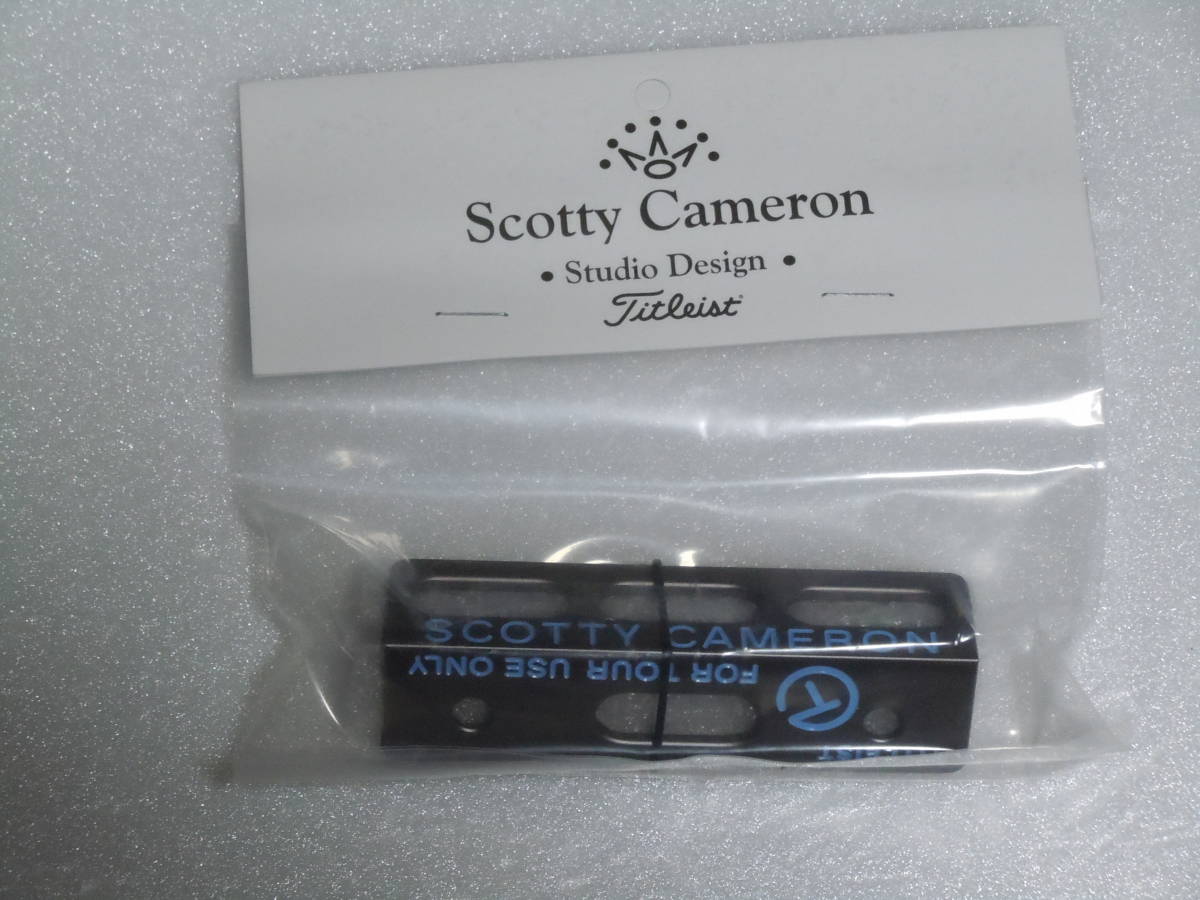 Scotty Cameron
• Studio Design •
Titleist
SCOTTY CAMERON
FOR TOUR USE ONLY
T